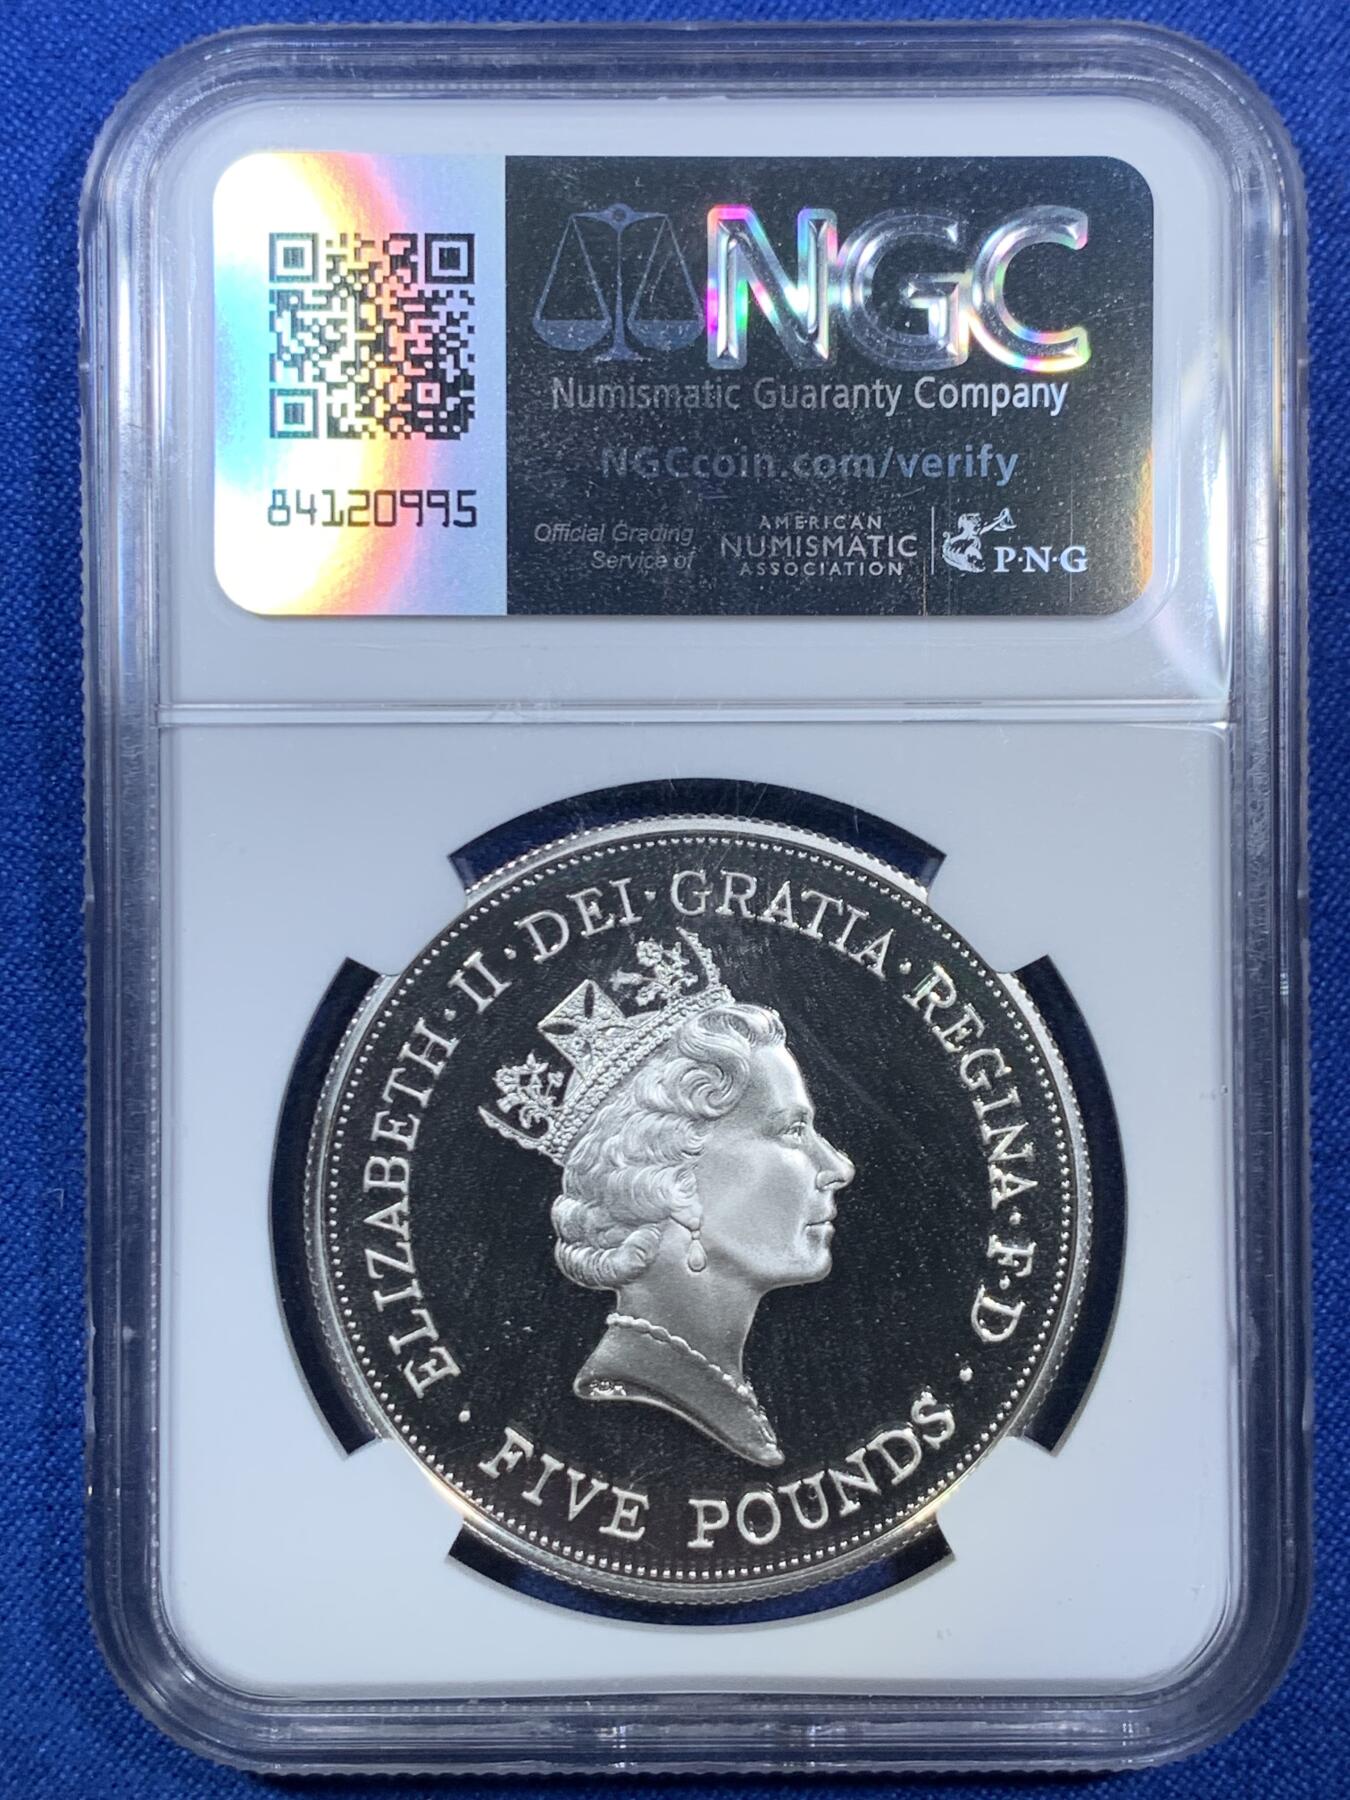 NGC
Numismatic Guaranty Company
NGCcoin.com/verify
84120995
Official Grading
Service of
AMERICAN
NUMISMATIC
ASSOCIATION
P·N·G
ELIZABETH·II·DEI·GRATIA·REGINA·F·D·
FIVE POUNDS